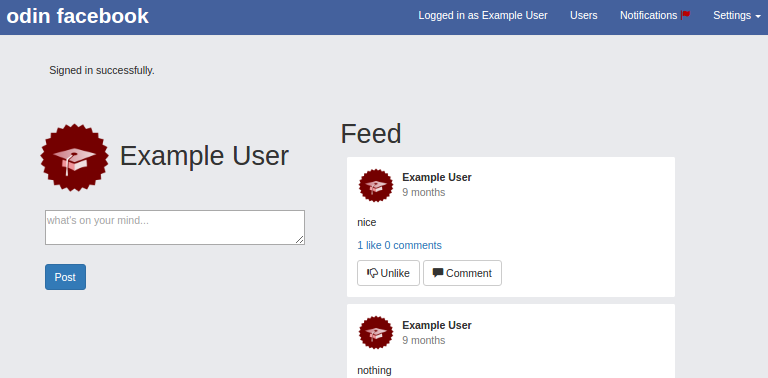 odin facebook
Logged in as Example User Users Notifications Settings
Signed in successfully.
Example User
what's on your mind...
Post
Feed
Example User
9 months
nice
1 like 0 comments
Unlike Comment
Example User
9 months
nothing